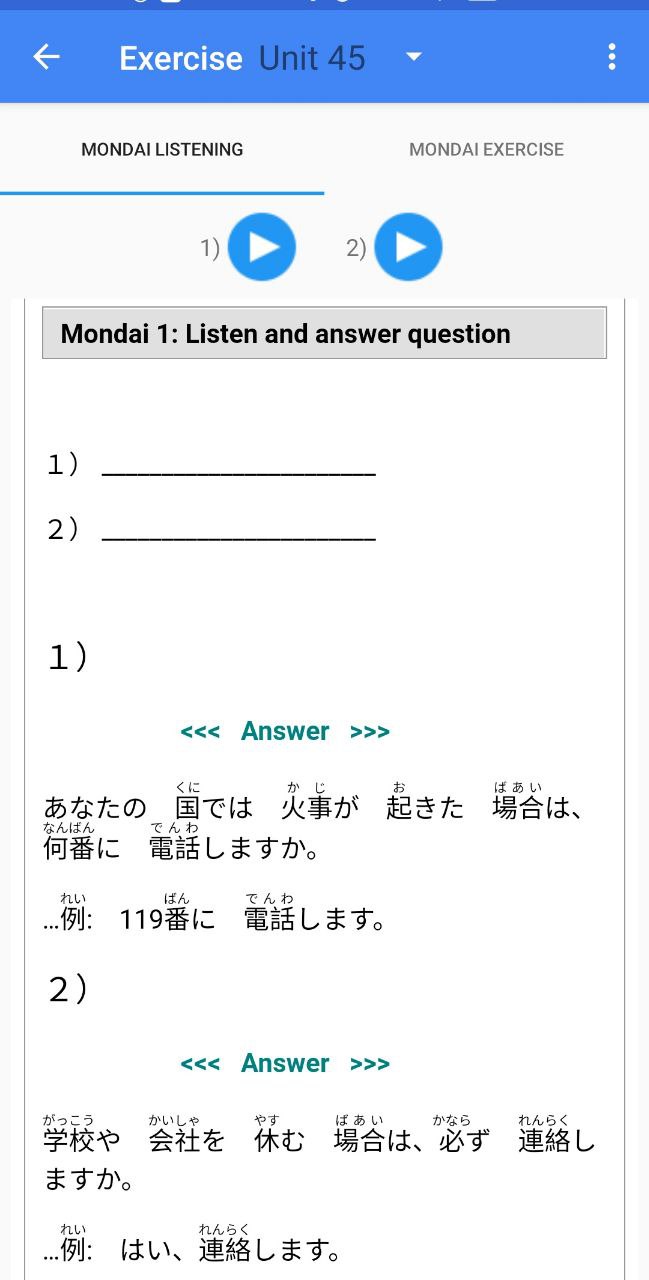 Exercise Unit 45
MONDAI LISTENING MONDAI EXERCISE
1) 2)
Mondai 1: Listen and answer question
１）
２）
１）
<<< Answer >>>
くに か じ お ばあい
あなたの 国では 火事が 起きた 場合は、
なんばん でんわ
何番に 電話しますか。
れい ばん でんわ
...例: 119番に 電話します。
２）
<<< Answer >>>
がっこう かいしゃ やす ばあい かなら れんらく
学校や 会社を 休む 場合は、必ず 連絡し
ますか。
れい れんらく
...例: はい、連絡します。